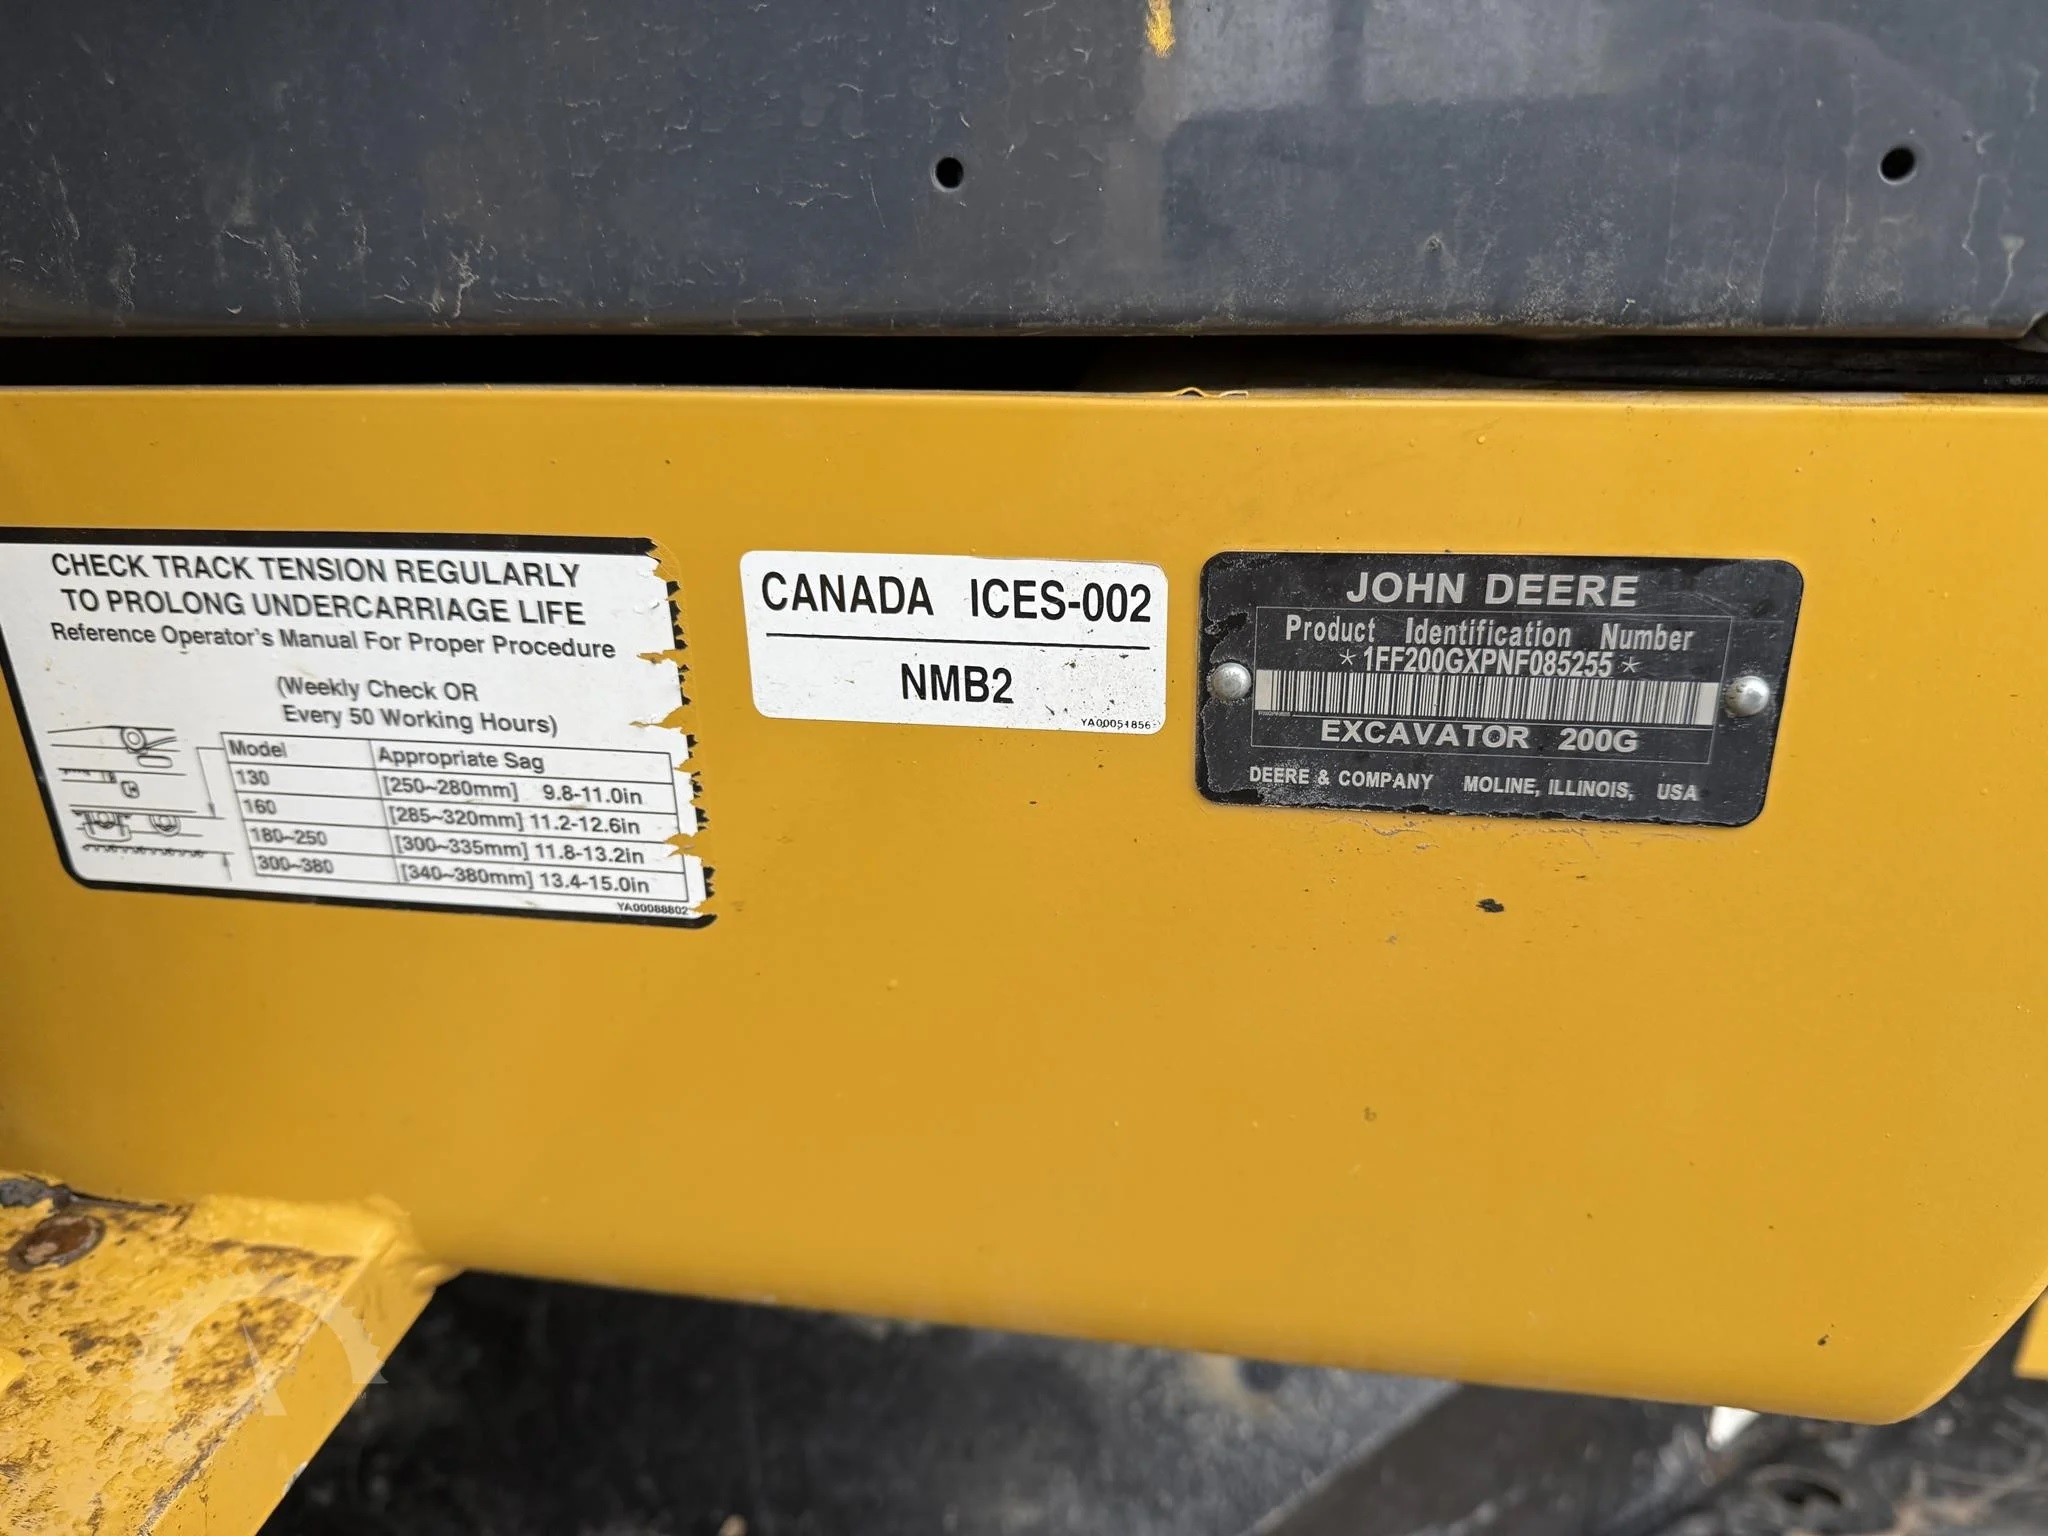 CHECK TRACK TENSION REGULARLY
TO PROLONG UNDERCARRIAGE LIFE
Reference Operator's Manual For Proper Procedure
(Weekly Check OR
Every 50 Working Hours)
Model Appropriate Sag
130 [250~280mm] 9.8-11.0in
160 [285~320mm] 11.2-12.6in
180~250 [300~335mm] 11.8-13.2in
300~380 [340~380mm] 13.4-15.0in
YA00088802
CANADA ICES-002
NMB2
YA00051856
JOHN DEERE
Product Identification Number
*1FF200GXPNF085255*
EXCAVATOR 200G
DEERE & COMPANY MOLINE, ILLINOIS, USA